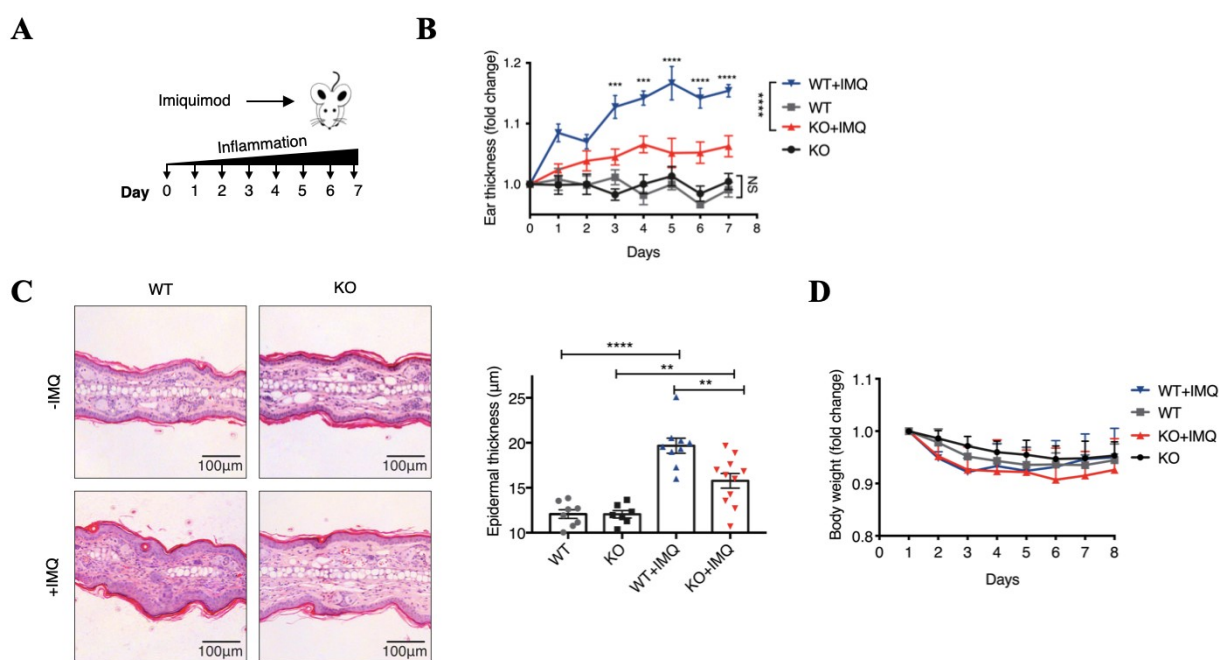 A
Imiquimod
Inflammation
Day 0 1 2 3 4 5 6 7
B
Ear thickness (fold change)
1.2
1.1
1.0
*** *** **** **** ****
0 1 2 3 4 5 6 7 8
Days
WT+IMQ
WT
KO+IMQ
KO
****
NS
C
WT KO
-IMQ
+IMQ
100μm 100μm
100μm 100μm
Epidermal thickness (μm)
****
**
**
25
20
15
10
WT KO WT+IMQ KO+IMQ
D
Body weight (fold change)
1.1
1.0
0.9
0.8
0 1 2 3 4 5 6 7 8
Days
WT+IMQ
WT
KO+IMQ
KO